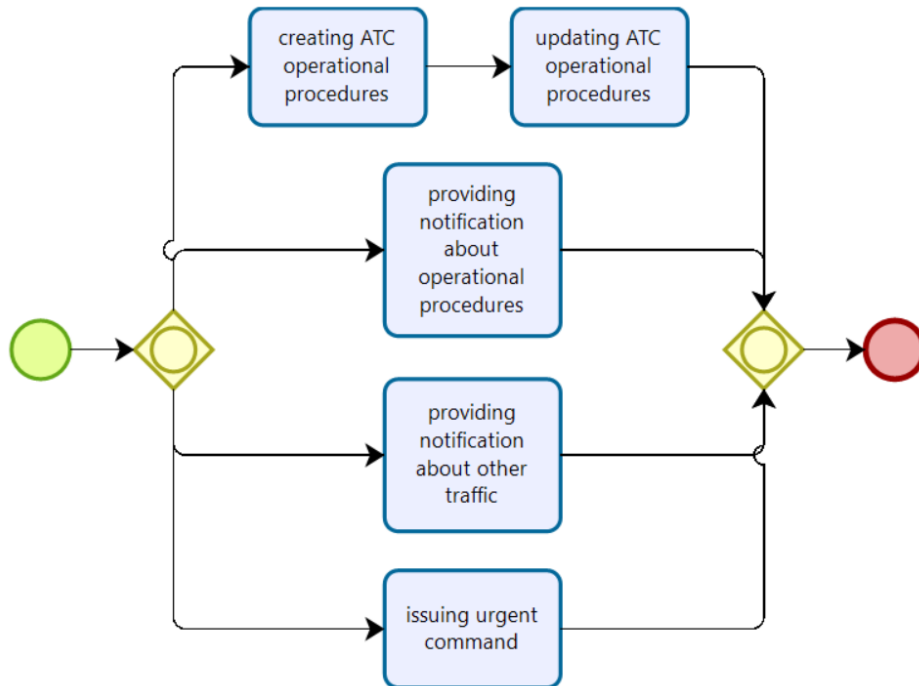 creating ATC
operational
procedures
updating ATC
operational
procedures
providing
notification
about
operational
procedures
providing
notification
about other
traffic
issuing urgent
command